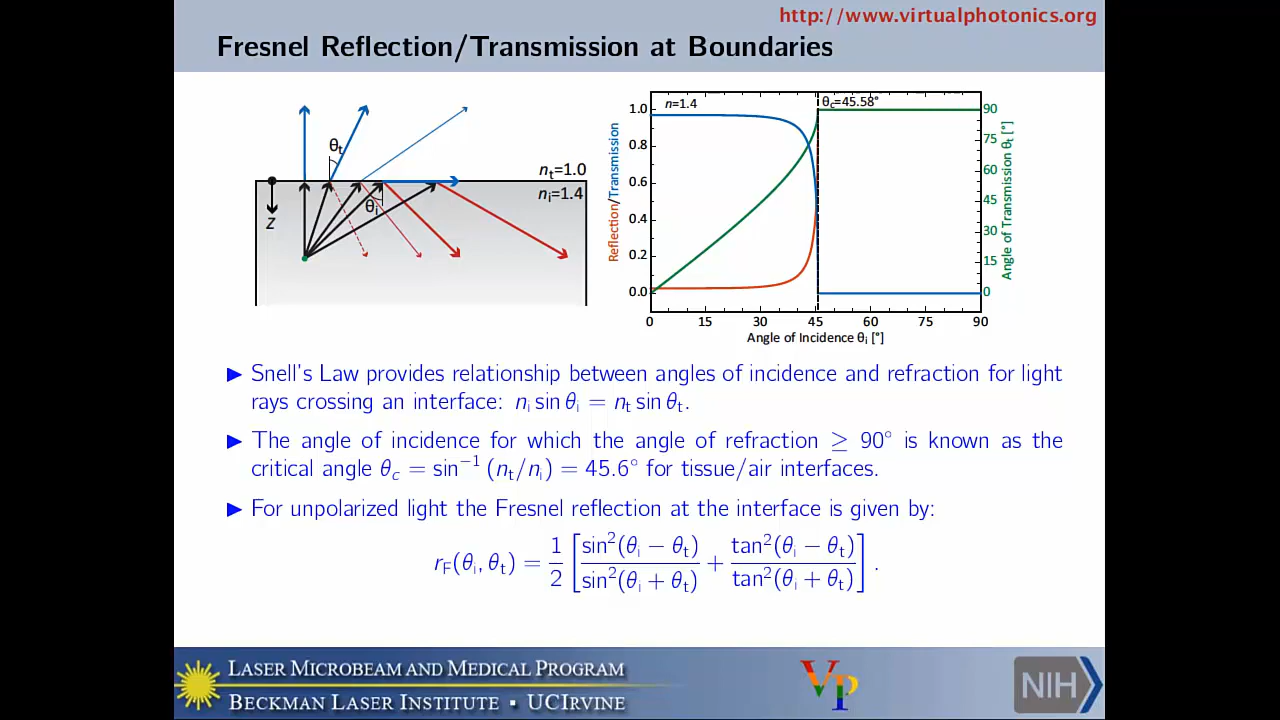 http://www.virtualphotonics.org
Fresnel Reflection/Transmission at Boundaries
θt
nt=1.0
ni=1.4
θi
z
n=1.4
θc=45.58°
1.0
0.8
0.6
0.4
0.2
0.0
Reflection/Transmission
90
75
60
45
30
15
0
Angle of Transmission θt [°]
0 15 30 45 60 75 90
Angle of Incidence θi [°]
▶ Snell's Law provides relationship between angles of incidence and refraction for light
rays crossing an interface: ni sin θi = nt sin θt.
▶ The angle of incidence for which the angle of refraction ≥ 90° is known as the
critical angle θc = sin⁻¹ (nt/ni) = 45.6° for tissue/air interfaces.
▶ For unpolarized light the Fresnel reflection at the interface is given by:
rF(θi, θt) = 1/2 [ sin²(θi − θt)/sin²(θi + θt) + tan²(θi − θt)/tan²(θi + θt) ] .
LASER MICROBEAM AND MEDICAL PROGRAM
BECKMAN LASER INSTITUTE ▪ UCIRVINE
VP
NIH